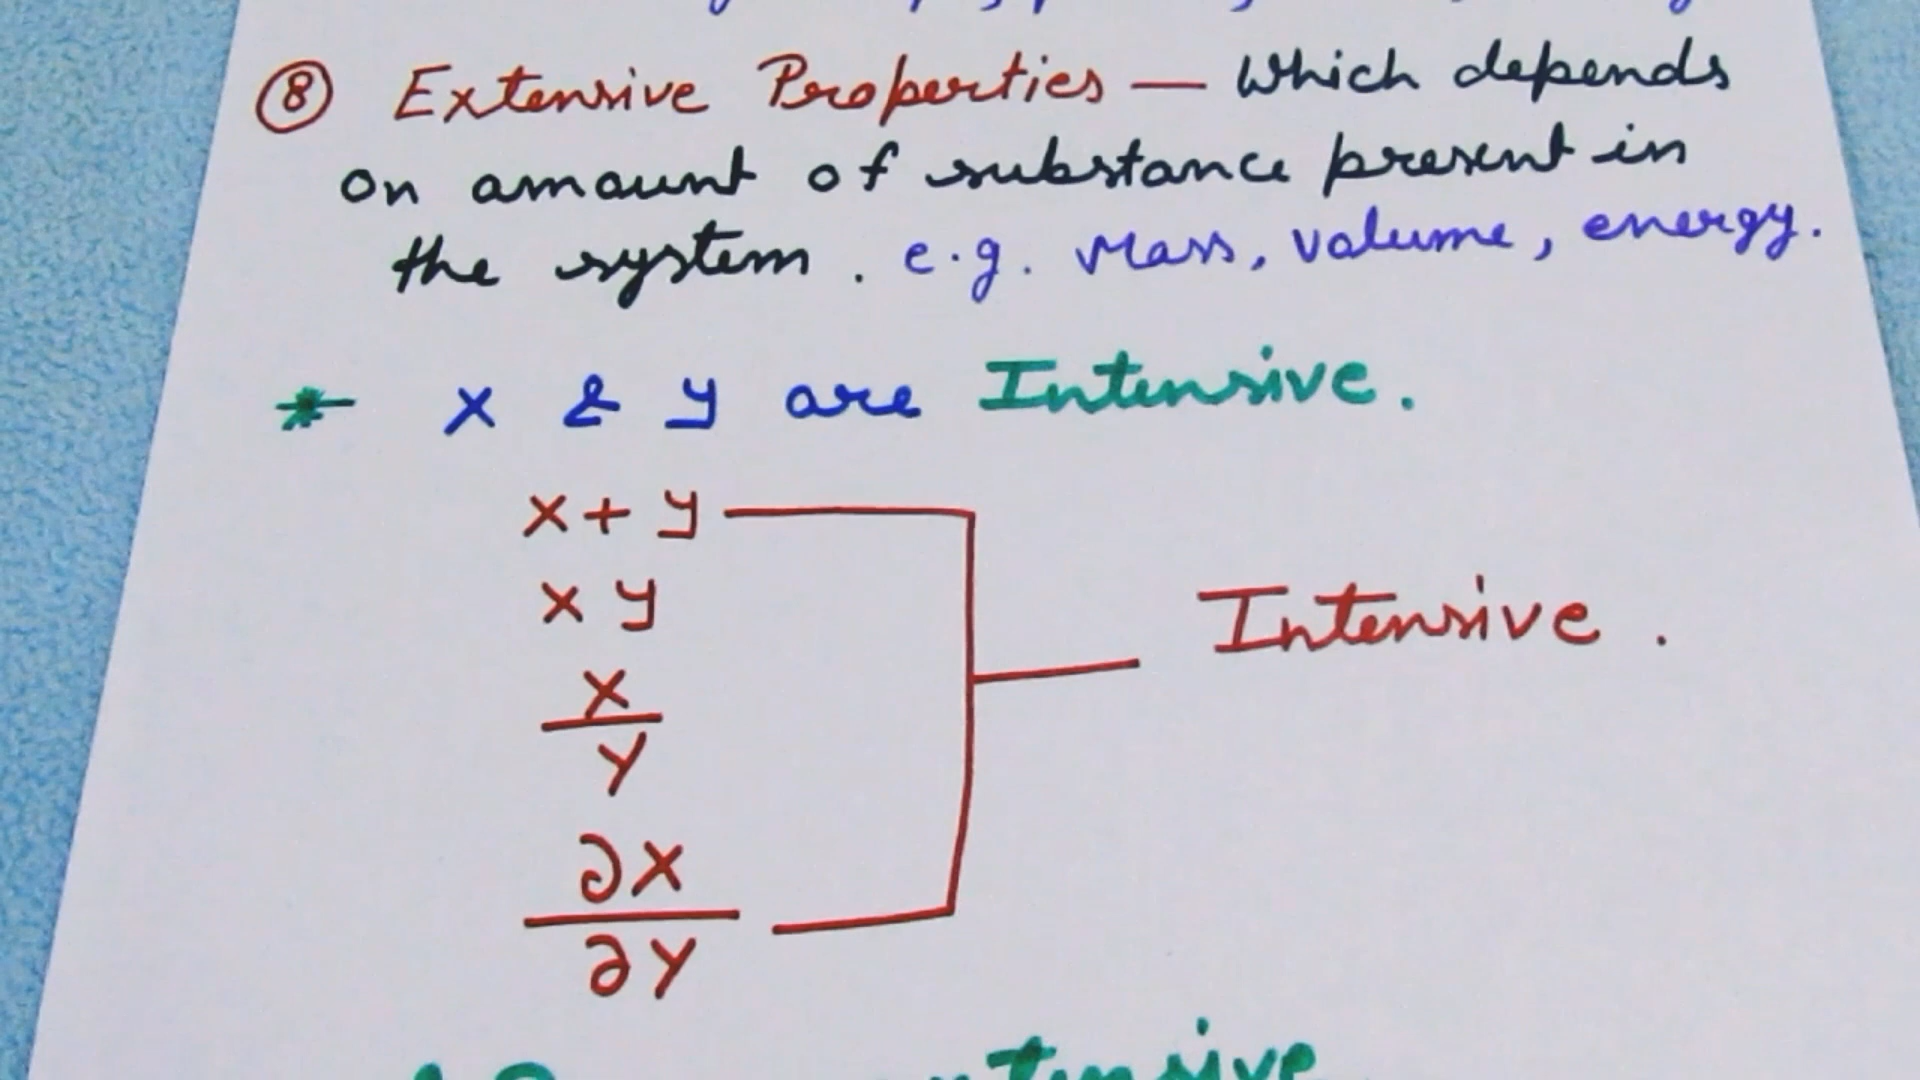 ⑧ Extensive Properties — Which depends
on amount of substance present in
the system. e.g. Mass, volume, energy.
* X & Y are Intensive.
X + Y
X Y
X
Y
Intensive.
∂X
∂Y